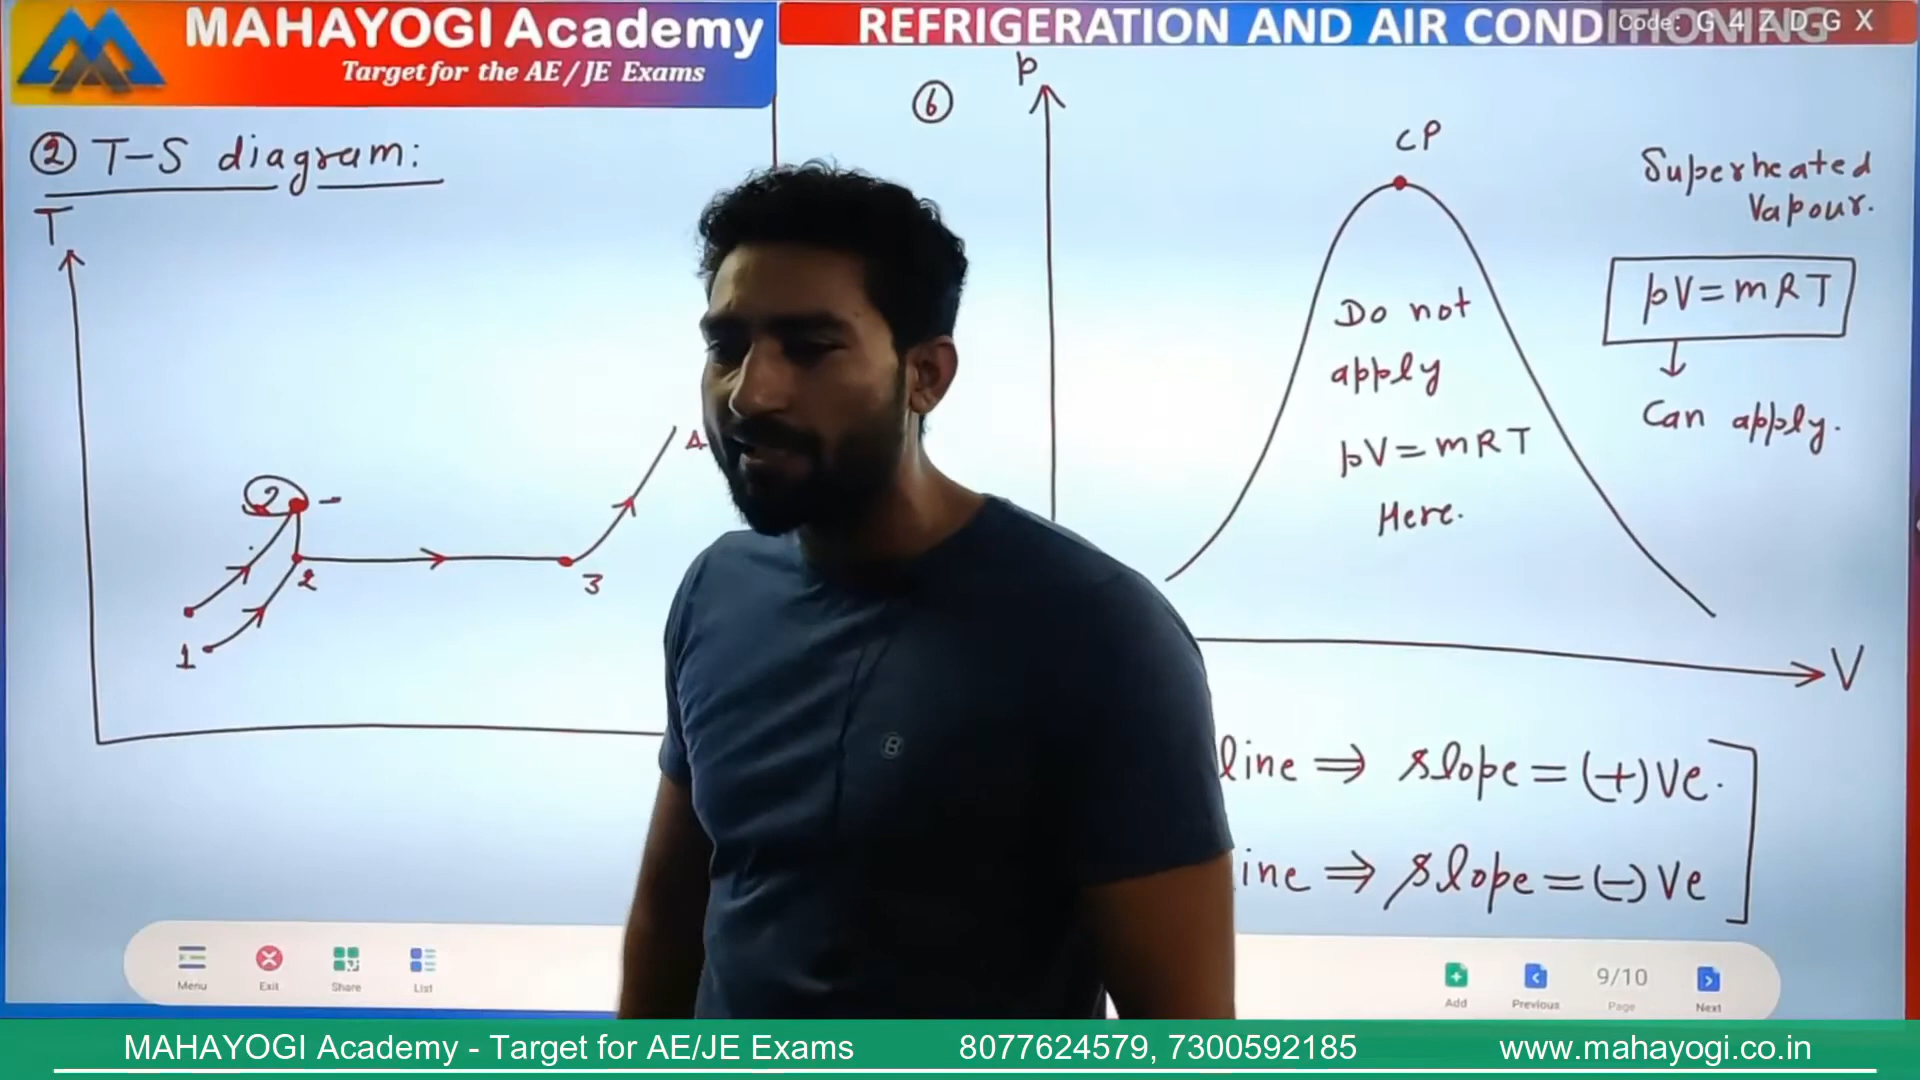 MAHAYOGI Academy
Target for the AE / JE Exams
REFRIGERATION AND AIR CONDITIONING
Code: G 4 Z D G X
② T-S diagram:
T
2
-
4
2
3
1
⑥
p
CP
Superheated
Vapour.
pV = mRT
Can apply.
Do not
apply
pV = mRT
Here.
V
line ⇒ slope = (+)ve.
ine ⇒ slope = (-)ve
Menu
Exit
Share
List
Add
Previous
9/10
Page
Next
B
MAHAYOGI Academy - Target for AE/JE Exams
8077624579, 7300592185
www.mahayogi.co.in